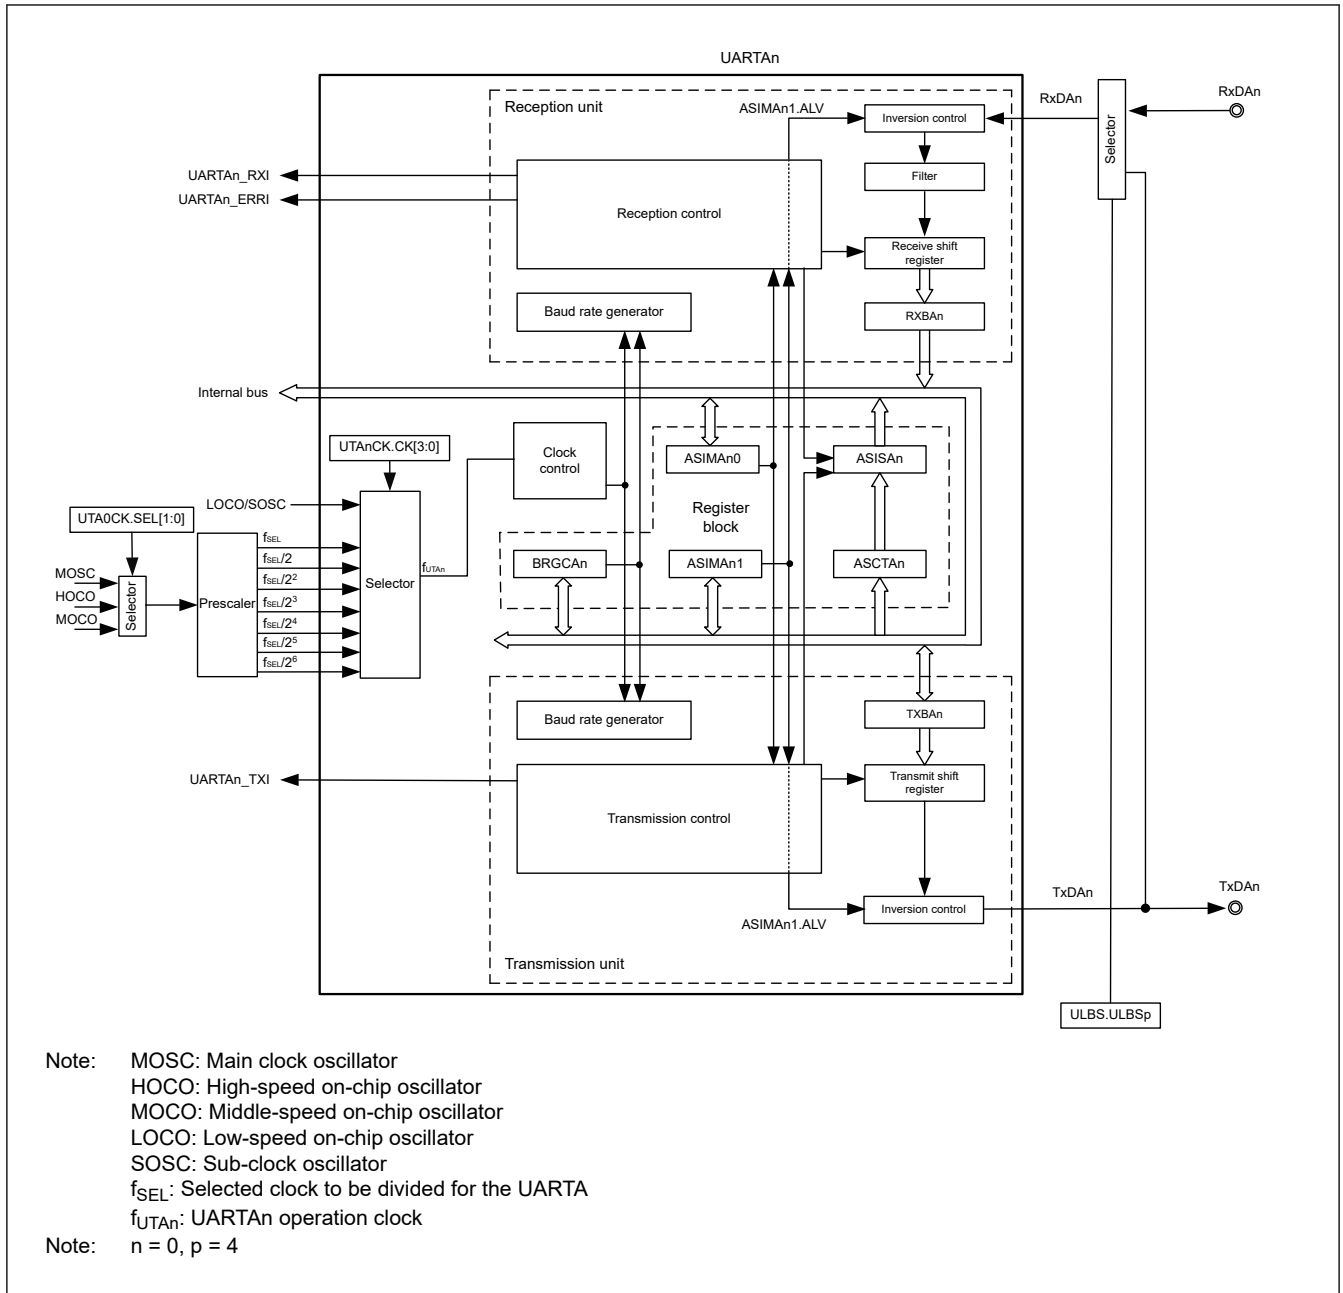 UARTAn
Reception unit
ASIMAn1.ALV
Inversion control
RxDAn
Selector
RxDAn
Filter
UARTAn_RXI
UARTAn_ERRI
Reception control
Receive shift
register
Baud rate generator
RXBAn
Internal bus
UTAnCK.CK[3:0]
Clock
control
ASIMAn0
ASISAn
LOCO/SOSC
Register
block
UTA0CK.SEL[1:0]
fSEL
fSEL/2
fSEL/2²
fSEL/2³
fSEL/2⁴
fSEL/2⁵
fSEL/2⁶
MOSC
HOCO
MOCO
Selector
Prescaler
Selector
fUTAn
BRGCAn
ASIMAn1
ASCTAn
Baud rate generator
TXBAn
UARTAn_TXI
Transmission control
Transmit shift
register
ASIMAn1.ALV
Inversion control
TxDAn
TxDAn
Transmission unit
ULBS.ULBSp
Note: MOSC: Main clock oscillator
HOCO: High-speed on-chip oscillator
MOCO: Middle-speed on-chip oscillator
LOCO: Low-speed on-chip oscillator
SOSC: Sub-clock oscillator
fSEL: Selected clock to be divided for the UARTA
fUTAn: UARTAn operation clock
Note: n = 0, p = 4